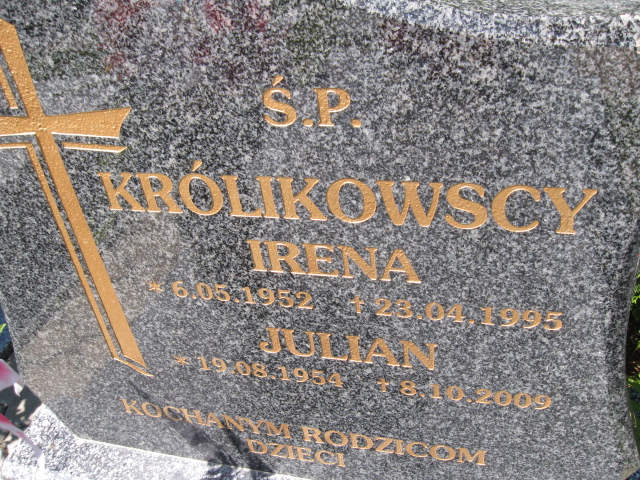 Ś.P.
KRÓLIKOWSCY
IRENA
* 6.05.1952 † 23.04.1995
JULIAN
* 19.08.1954 † 8.10.2009
KOCHANYM RODZICOM
DZIECI